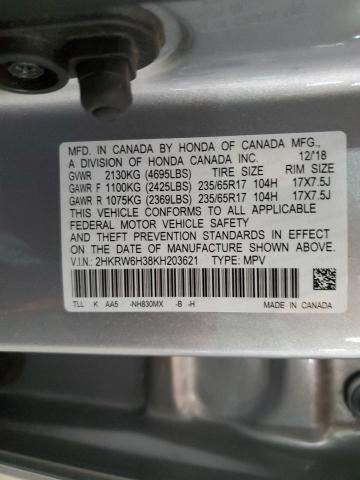 MFD. IN CANADA BY HONDA OF CANADA MFG.,
A DIVISION OF HONDA CANADA INC. 12/18
GVWR 2130KG (4695LBS) TIRE SIZE RIM SIZE
GAWR F 1100KG (2425LBS) 235/65R17 104H 17X7.5J
GAWR R 1075KG (2369LBS) 235/65R17 104H 17X7.5J
THIS VEHICLE CONFORMS TO ALL APPLICABLE
FEDERAL MOTOR VEHICLE SAFETY
AND THEFT PREVENTION STANDARDS IN EFFECT
ON THE DATE OF MANUFACTURE SHOWN ABOVE.
V.I.N.: 2HKRW6H38KH203621 TYPE: MPV
TLL K AA5 -NH830MX -B -H MADE IN CANADA